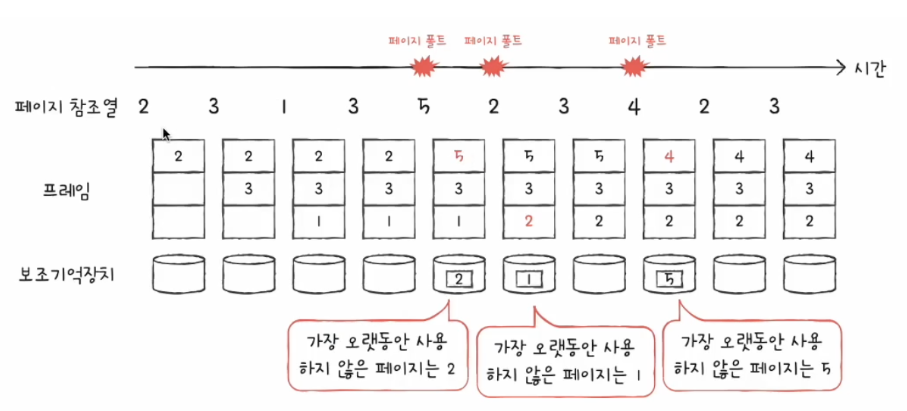 페이지 폴트 페이지 폴트 페이지 폴트
시간
페이지 참조열 2 3 1 3 5 2 3 4 2 3
2 2 2 2 5 5 5 4 4 4
프레임 3 3 3 3 3 3 3 3 3
1 1 1 2 2 2 2 2
보조기억장치 2 1 5
가장 오랫동안 사용
하지 않은 페이지는 2
가장 오랫동안 사용
하지 않은 페이지는 1
가장 오랫동안 사용
하지 않은 페이지는 5